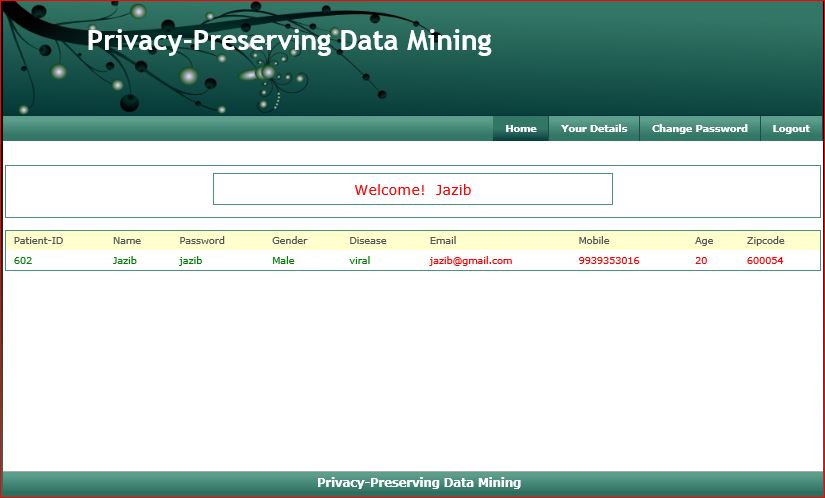 Privacy-Preserving Data Mining
Home Your Details Change Password Logout
Welcome! Jazib
Patient-ID Name Password Gender Disease Email Mobile Age Zipcode
602 Jazib jazib Male viral jazib@gmail.com 9939353016 20 600054
Privacy-Preserving Data Mining